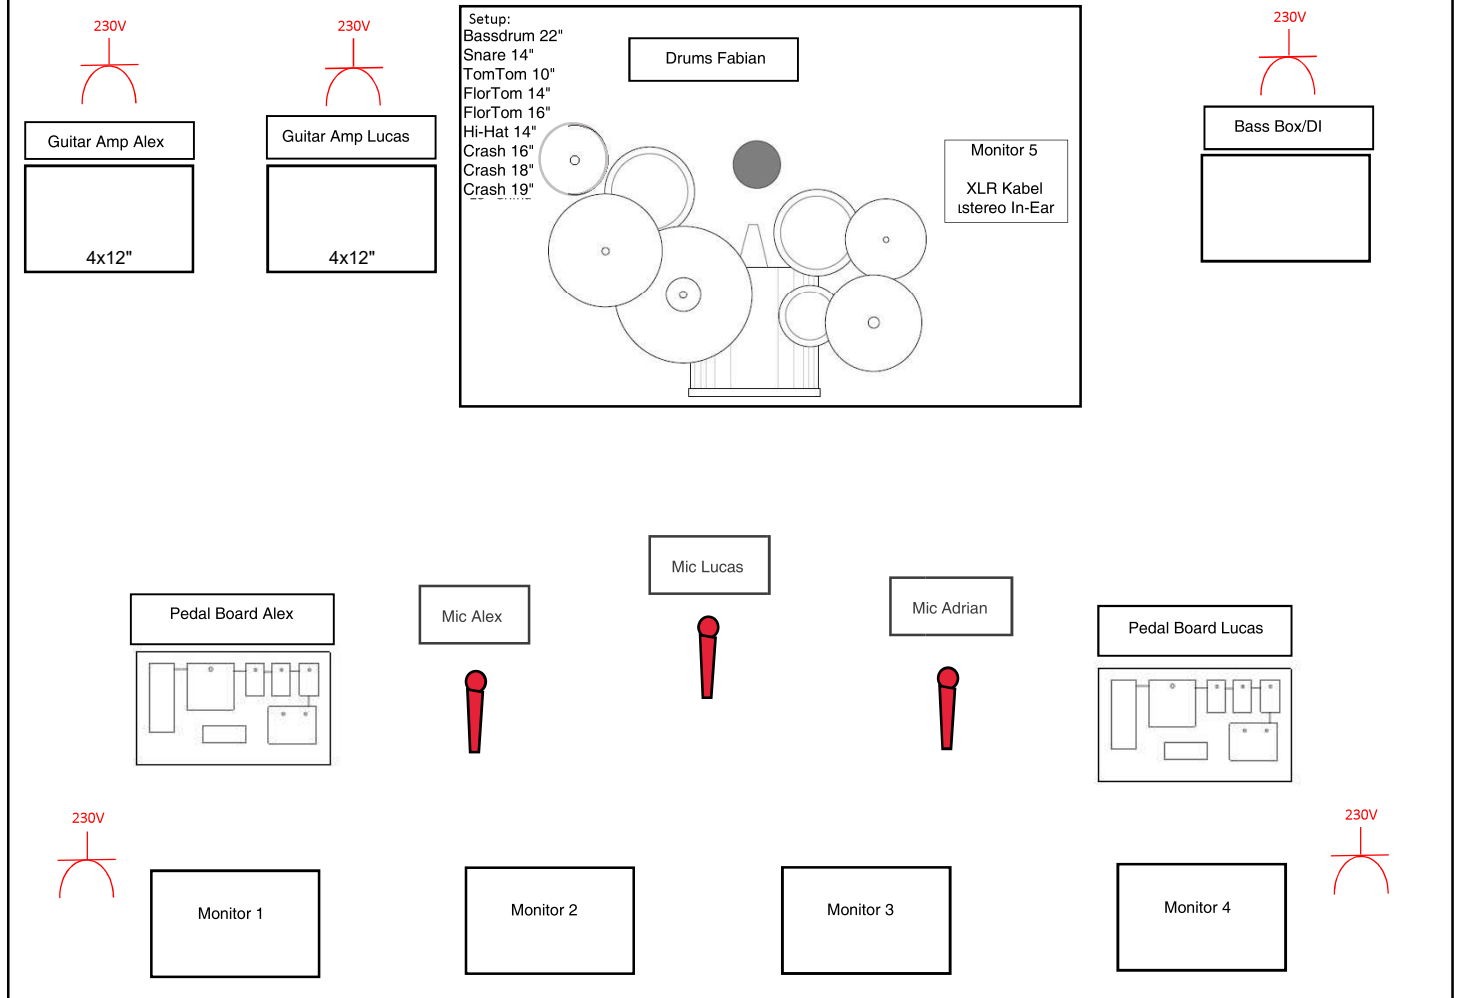 230V
230V
230V
Setup:
Bassdrum 22"
Snare 14"
TomTom 10"
FlorTom 14"
FlorTom 16"
Hi-Hat 14"
Crash 16"
Crash 18"
Crash 19"
Drums Fabian
Guitar Amp Alex
Guitar Amp Lucas
Bass Box/DI
4x12"
4x12"
Monitor 5
XLR Kabel
stereo In-Ear
Mic Lucas
Mic Alex
Mic Adrian
Pedal Board Alex
Pedal Board Lucas
230V
230V
Monitor 1
Monitor 2
Monitor 3
Monitor 4